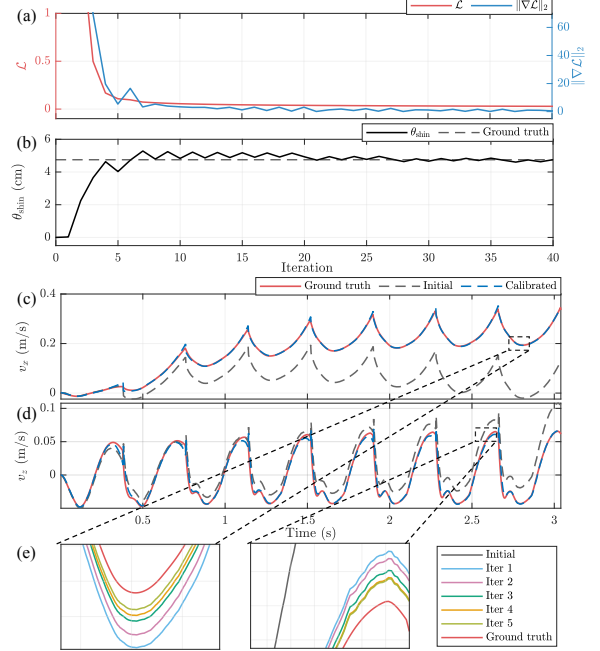 (a)
ℒ ‖∇ℒ‖₂
1
0.5
0
ℒ
60
40
20
0
‖∇ℒ‖₂
(b)
θshin Ground truth
6
4
2
0
θshin (cm)
0 5 10 15 20 25 30 35 40
Iteration
Ground truth Initial Calibrated
(c)
0.4
0.2
0
vx (m/s)
(d)
0.1
0.05
0
vz (m/s)
0.5 1 1.5 2 2.5 3
Time (s)
(e)
Initial
Iter 1
Iter 2
Iter 3
Iter 4
Iter 5
Ground truth